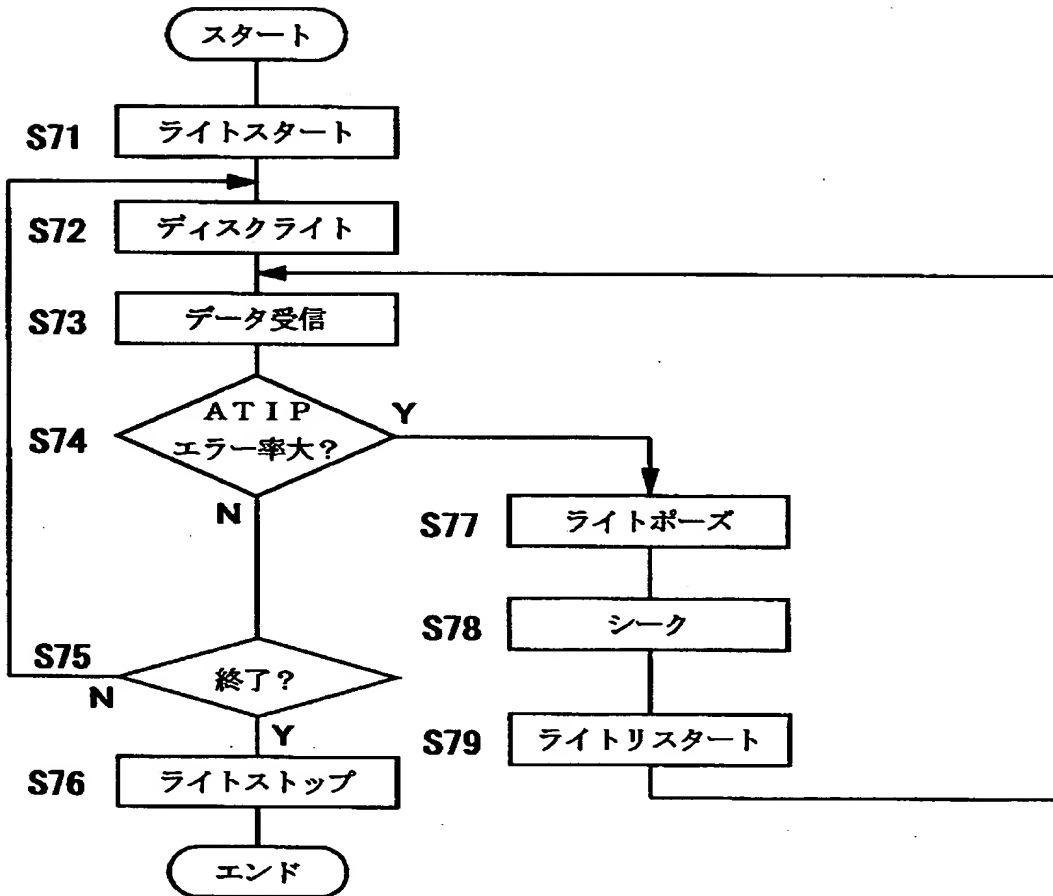 スタート
S71
ライトスタート
S72
ディスクライト
S73
データ受信
S74
ATIP
エラー率大?
Y
N
S77
ライトポーズ
S78
シーク
S79
ライトリスタート
S75
終了?
N
Y
S76
ライトストップ
エンド